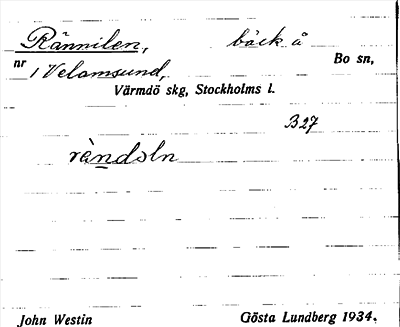 Rännilen, bäck å
nr 1 Velamsund, Bo sn,
Värmdö skg, Stockholms l.
B27
rändsln
John Westin Gösta Lundberg 1934.